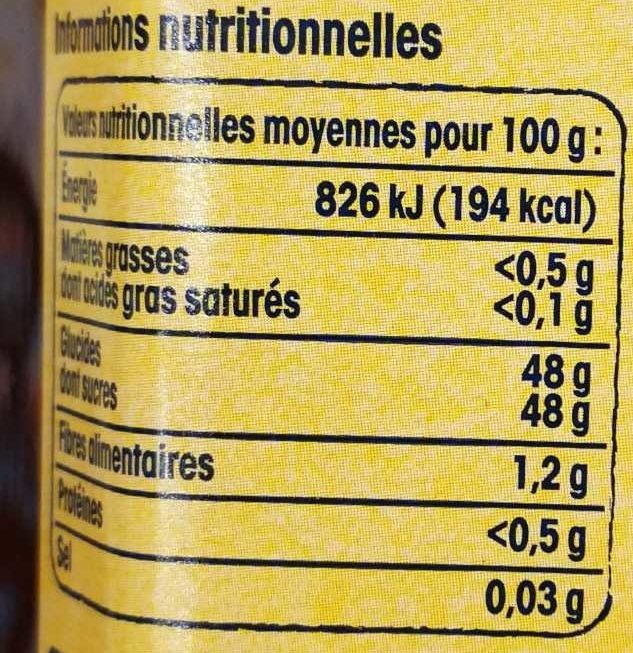 Informations nutritionnelles
Valeurs nutritionnelles moyennes pour 100 g :
Énergie 826 kJ (194 kcal)
Matières grasses <0,5 g
dont acides gras saturés <0,1 g
Glucides 48 g
dont sucres 48 g
Fibres alimentaires 1,2 g
Protéines <0,5 g
Sel 0,03 g